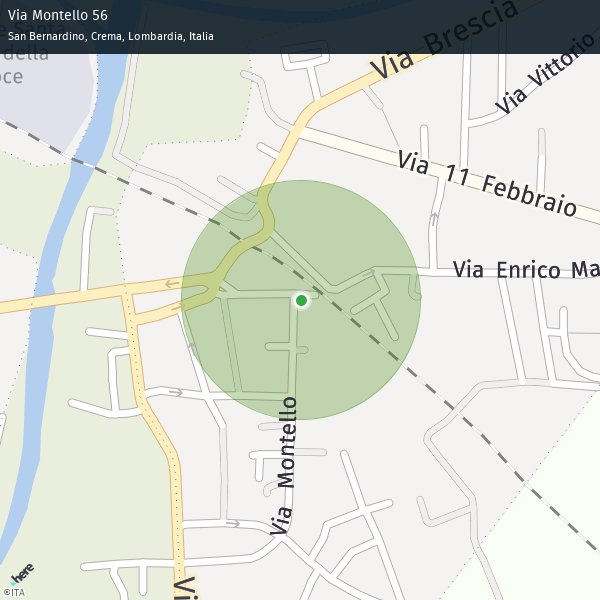 Via Montello 56
San Bernardino, Crema, Lombardia, Italia
della
Via Brescia
Via Vittorio
Via 11 Febbraio
Via Enrico Ma
Via Montello
Vi
here
©ITA